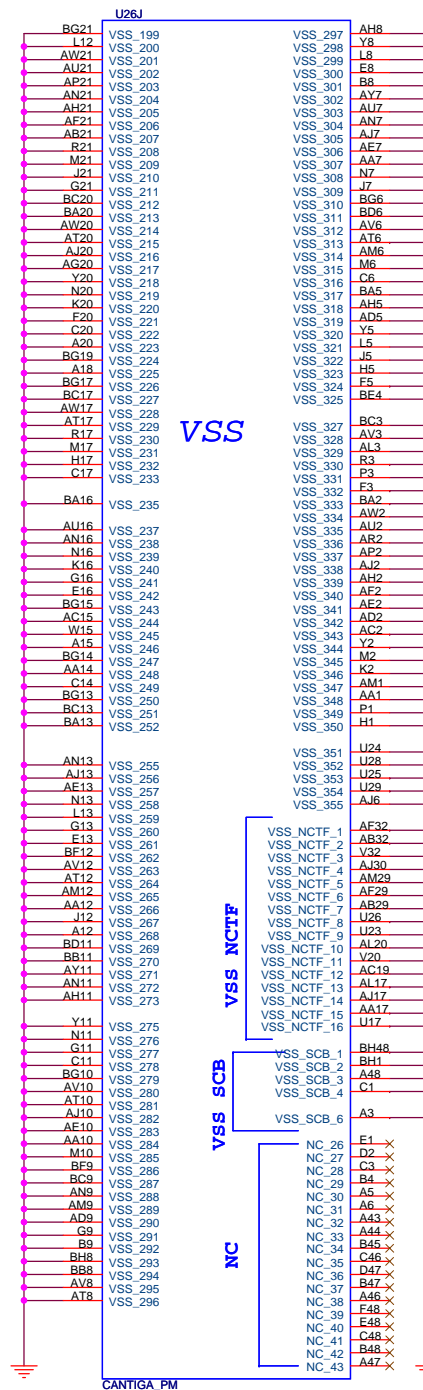 U26J
BG21 VSS_199
L12 VSS_200
AW21 VSS_201
AU21 VSS_202
AP21 VSS_203
AN21 VSS_204
AH21 VSS_205
AF21 VSS_206
AB21 VSS_207
R21 VSS_208
M21 VSS_209
J21 VSS_210
G21 VSS_211
BC20 VSS_212
BA20 VSS_213
AW20 VSS_214
AT20 VSS_215
AJ20 VSS_216
AG20 VSS_217
Y20 VSS_218
N20 VSS_219
K20 VSS_220
F20 VSS_221
C20 VSS_222
A20 VSS_223
BG19 VSS_224
A18 VSS_225
BG17 VSS_226
BC17 VSS_227
AW17 VSS_228
AT17 VSS_229
R17 VSS_230
M17 VSS_231
H17 VSS_232
C17 VSS_233
BA16 VSS_235
AU16 VSS_237
AN16 VSS_238
N16 VSS_239
K16 VSS_240
G16 VSS_241
E16 VSS_242
BG15 VSS_243
AC15 VSS_244
W15 VSS_245
A15 VSS_246
BG14 VSS_247
AA14 VSS_248
C14 VSS_249
BG13 VSS_250
BC13 VSS_251
BA13 VSS_252
AN13 VSS_255
AJ13 VSS_256
AE13 VSS_257
N13 VSS_258
L13 VSS_259
G13 VSS_260
E13 VSS_261
BF12 VSS_262
AV12 VSS_263
AT12 VSS_264
AM12 VSS_265
AA12 VSS_266
J12 VSS_267
A12 VSS_268
BD11 VSS_269
BB11 VSS_270
AY11 VSS_271
AN11 VSS_272
AH11 VSS_273
Y11 VSS_275
N11 VSS_276
G11 VSS_277
C11 VSS_278
BG10 VSS_279
AV10 VSS_280
AT10 VSS_281
AJ10 VSS_282
AE10 VSS_283
AA10 VSS_284
M10 VSS_285
BF9 VSS_286
BC9 VSS_287
AN9 VSS_288
AM9 VSS_289
AD9 VSS_290
G9 VSS_291
B9 VSS_292
BH8 VSS_293
BB8 VSS_294
AV8 VSS_295
AT8 VSS_296
VSS
VSS NCTF
VSS SCB
NC
VSS_297 AH8
VSS_298 Y8
VSS_299 L8
VSS_300 E8
VSS_301 B8
VSS_302 AY7
VSS_303 AU7
VSS_304 AN7
VSS_305 AJ7
VSS_306 AE7
VSS_307 AA7
VSS_308 N7
VSS_309 J7
VSS_310 BG6
VSS_311 BD6
VSS_312 AV6
VSS_313 AT6
VSS_314 AM6
VSS_315 M6
VSS_316 C6
VSS_317 BA5
VSS_318 AH5
VSS_319 AD5
VSS_320 Y5
VSS_321 L5
VSS_322 J5
VSS_323 H5
VSS_324 F5
VSS_325 BE4
VSS_327 BC3
VSS_328 AV3
VSS_329 AL3
VSS_330 R3
VSS_331 P3
VSS_332 F3
VSS_333 BA2
VSS_334 AW2
VSS_335 AU2
VSS_336 AR2
VSS_337 AP2
VSS_338 AJ2
VSS_339 AH2
VSS_340 AF2
VSS_341 AE2
VSS_342 AD2
VSS_343 AC2
VSS_344 Y2
VSS_345 M2
VSS_346 K2
VSS_347 AM1
VSS_348 AA1
VSS_349 P1
VSS_350 H1
VSS_351 U24
VSS_352 U28
VSS_353 U25
VSS_354 U29
VSS_355 AJ6
VSS_NCTF_1 AF32
VSS_NCTF_2 AB32
VSS_NCTF_3 V32
VSS_NCTF_4 AJ30
VSS_NCTF_5 AM29
VSS_NCTF_6 AF29
VSS_NCTF_7 AB29
VSS_NCTF_8 U26
VSS_NCTF_9 U23
VSS_NCTF_10 AL20
VSS_NCTF_11 V20
VSS_NCTF_12 AC19
VSS_NCTF_13 AL17
VSS_NCTF_14 AJ17
VSS_NCTF_15 AA17
VSS_NCTF_16 U17
VSS_SCB_1 BH48
VSS_SCB_2 BH1
VSS_SCB_3 A48
VSS_SCB_4 C1
VSS_SCB_6 A3
NC_26 E1
NC_27 D2
NC_28 C3
NC_29 B4
NC_30 A5
NC_31 A6
NC_32 A43
NC_33 A44
NC_34 B45
NC_35 C46
NC_36 D47
NC_37 B47
NC_38 A46
NC_39 F48
NC_40 E48
NC_41 C48
NC_42 B48
NC_43 A47
CANTIGA_PM